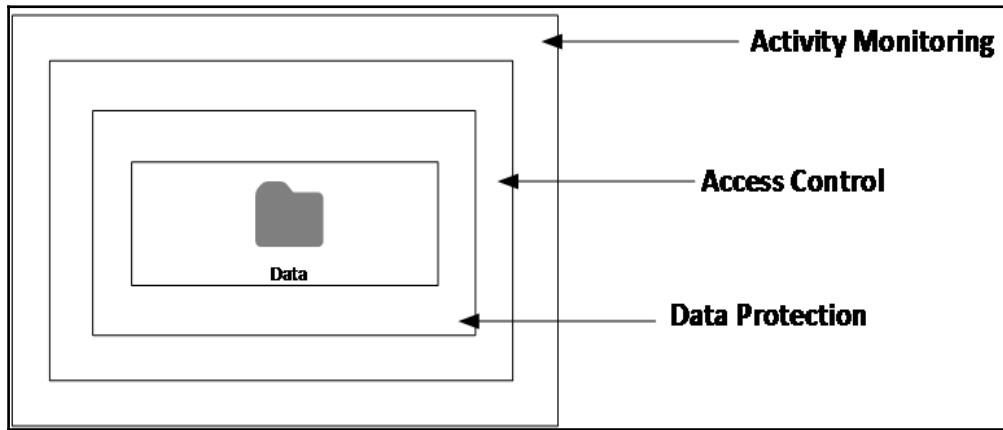 Activity Monitoring
Access Control
Data
Data Protection